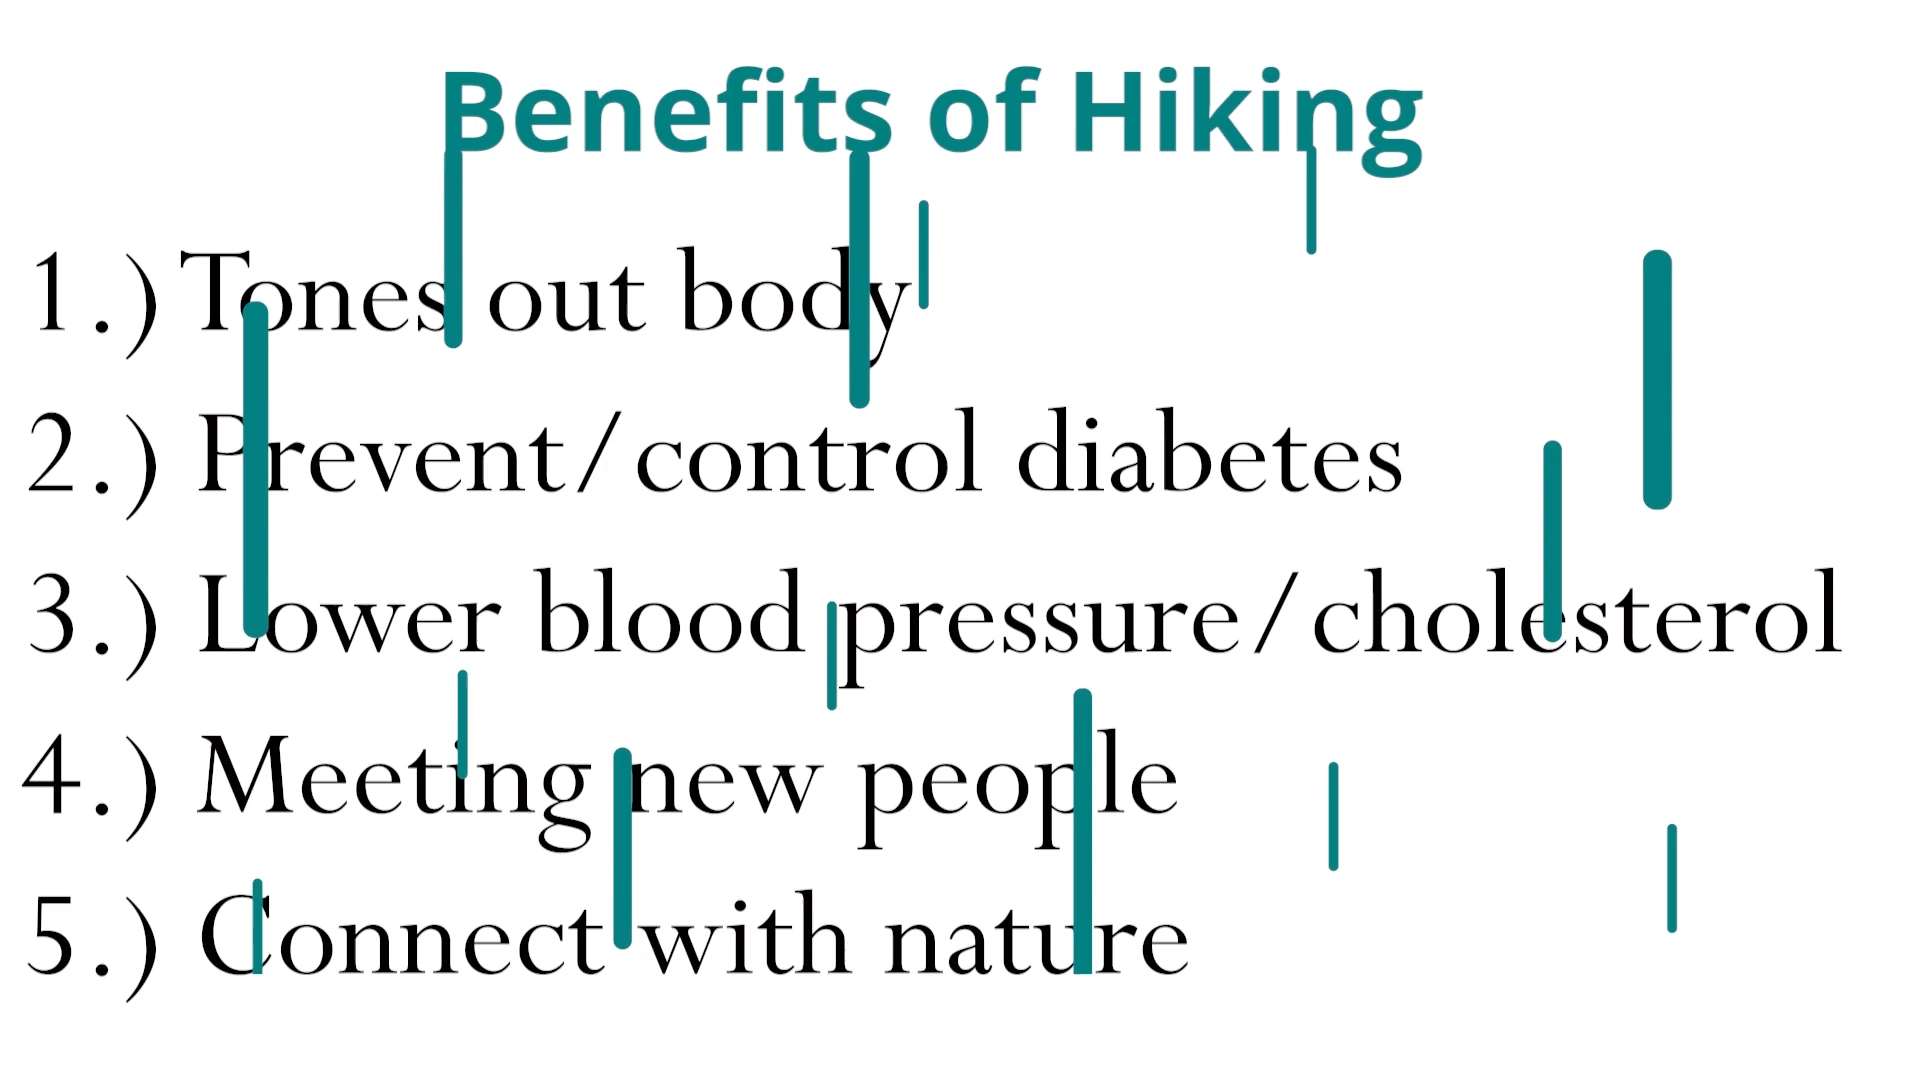 Benefits of Hiking
1.) Tones out body
2.) Prevent/control diabetes
3.) Lower blood pressure/cholesterol
4.) Meeting new people
5.) Connect with nature